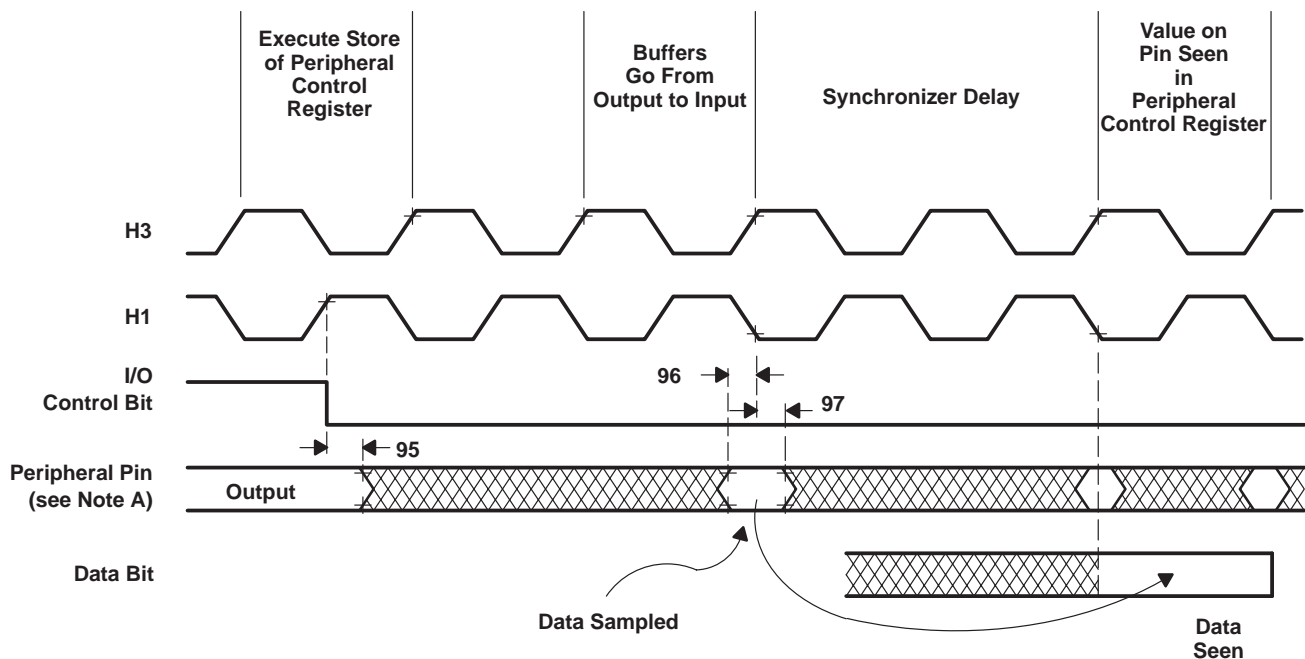 Execute Store
of Peripheral
Control
Register
Buffers
Go From
Output to Input
Synchronizer Delay
Value on
Pin Seen
in
Peripheral
Control Register
H3
H1
I/O
Control Bit
96
97
95
Peripheral Pin
(see Note A)
Output
Data Bit
Data Sampled
Data
Seen